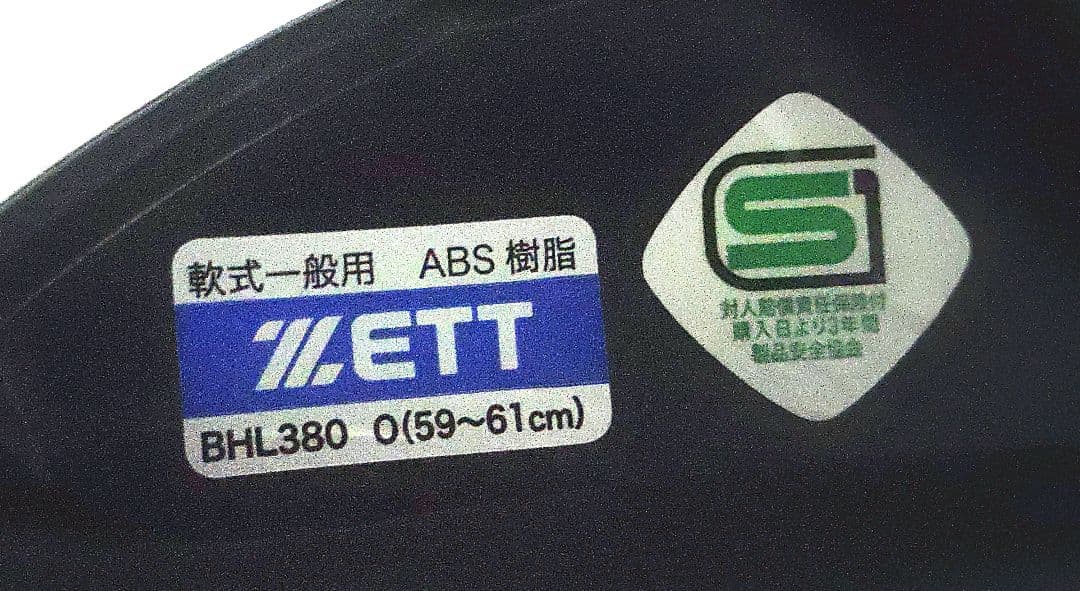 軟式一般用 ABS 樹脂
ZETT
BHL380 O(59～61cm)
SG
対人賠償責任保険付
購入日より3年間
製品安全協会